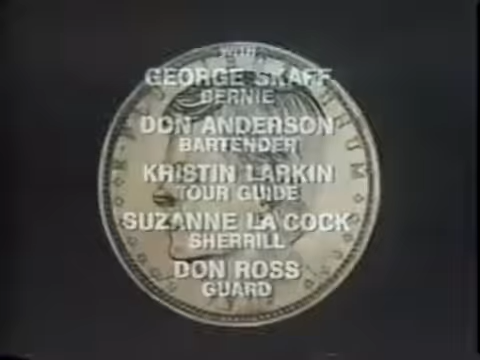 WITH
GEORGE SKAFF
BERNIE
DON ANDERSON
BARTENDER
KRISTIN LARKIN
TOUR GUIDE
SUZANNE LA COCK
SHERRILL
DON ROSS
GUARD